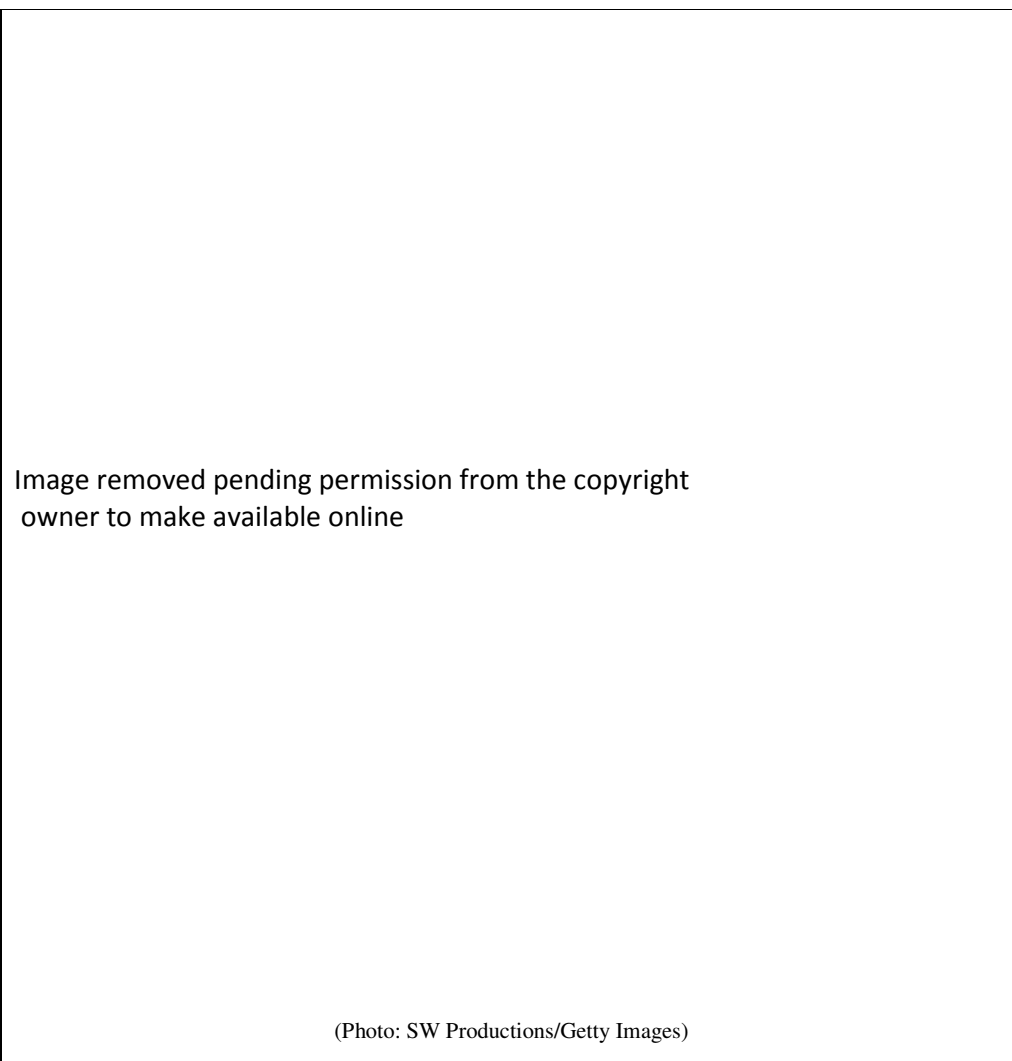 Image removed pending permission from the copyright
owner to make available online
(Photo: SW Productions/Getty Images)